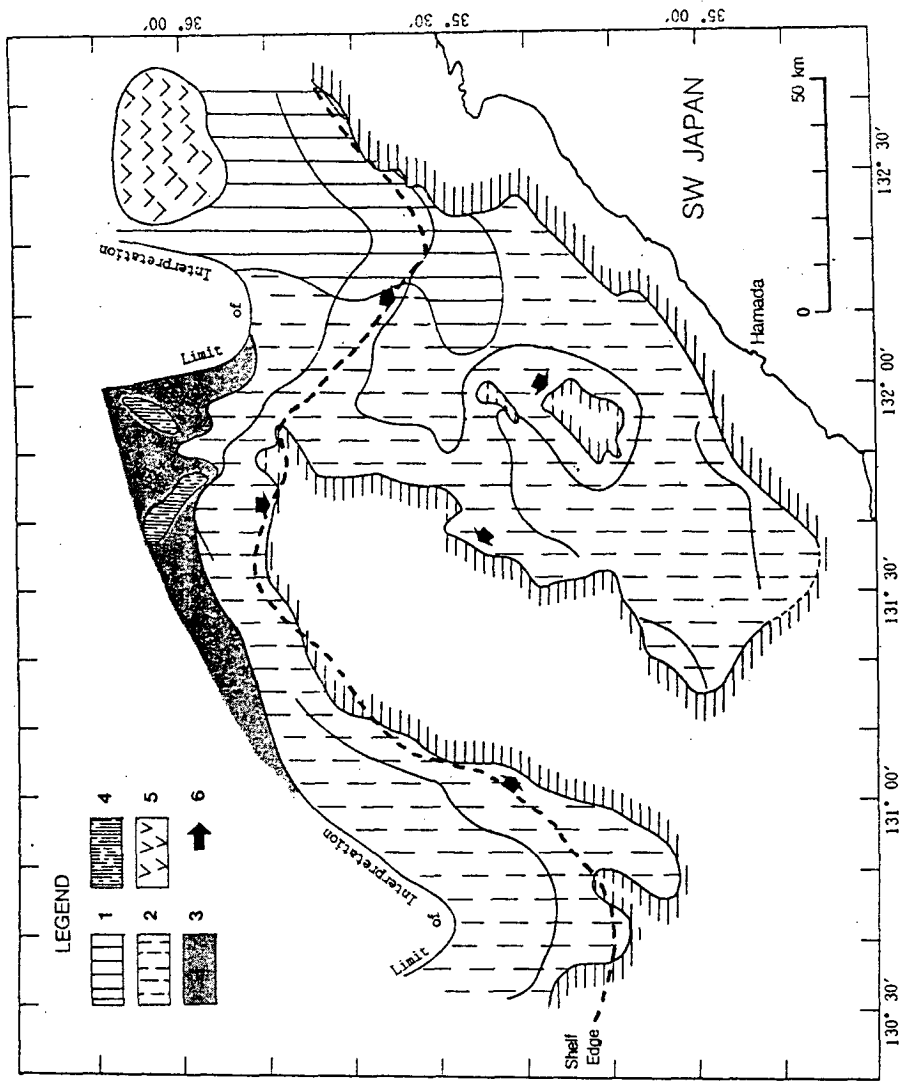 LEGEND
1
2
3
4
5
6
Limit
of
Interpretation
Limit
of
Interpretation
Shelf
Edge
SW JAPAN
Hamada
0
50 km
36° 00'
35° 30'
35° 00'
130° 30'
131° 00'
131° 30'
132° 00'
132° 30'